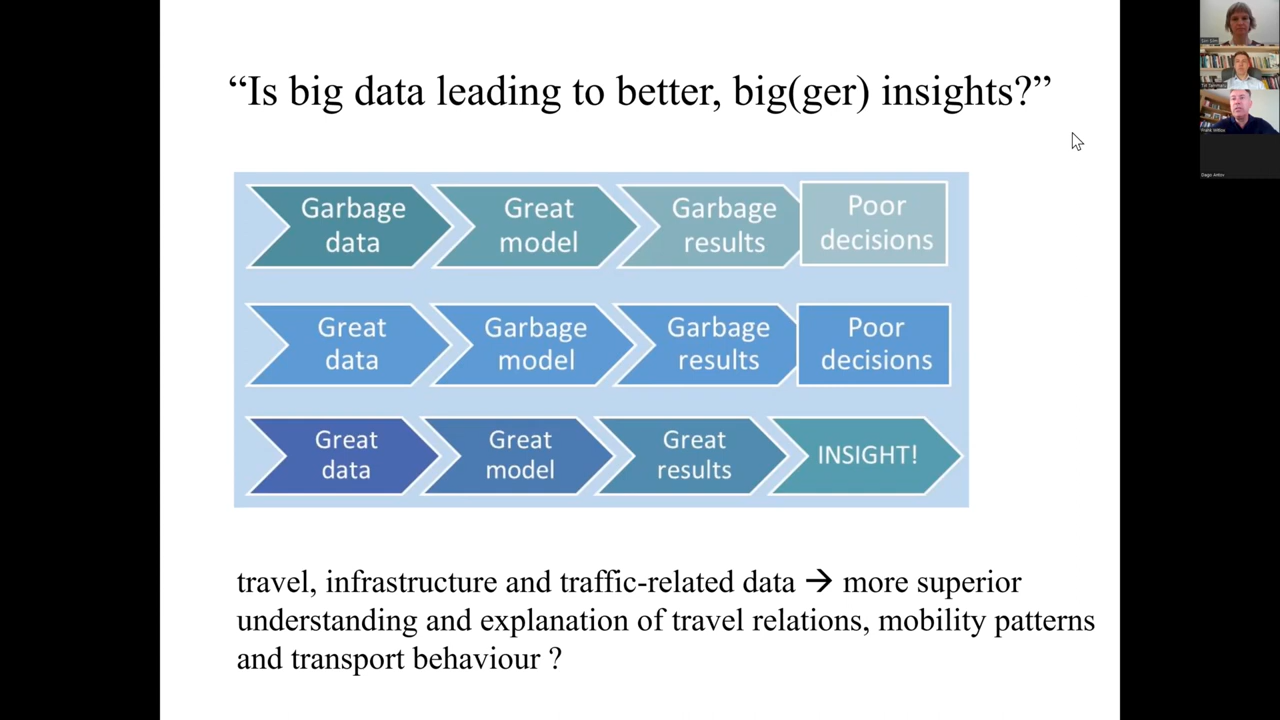 “Is big data leading to better, big(ger) insights?”
Garbage
data
Great
model
Garbage
results
Poor
decisions
Great
data
Garbage
model
Garbage
results
Poor
decisions
Great
data
Great
model
Great
results
INSIGHT!
travel, infrastructure and traffic-related data → more superior
understanding and explanation of travel relations, mobility patterns
and transport behaviour ?
Dago Antov